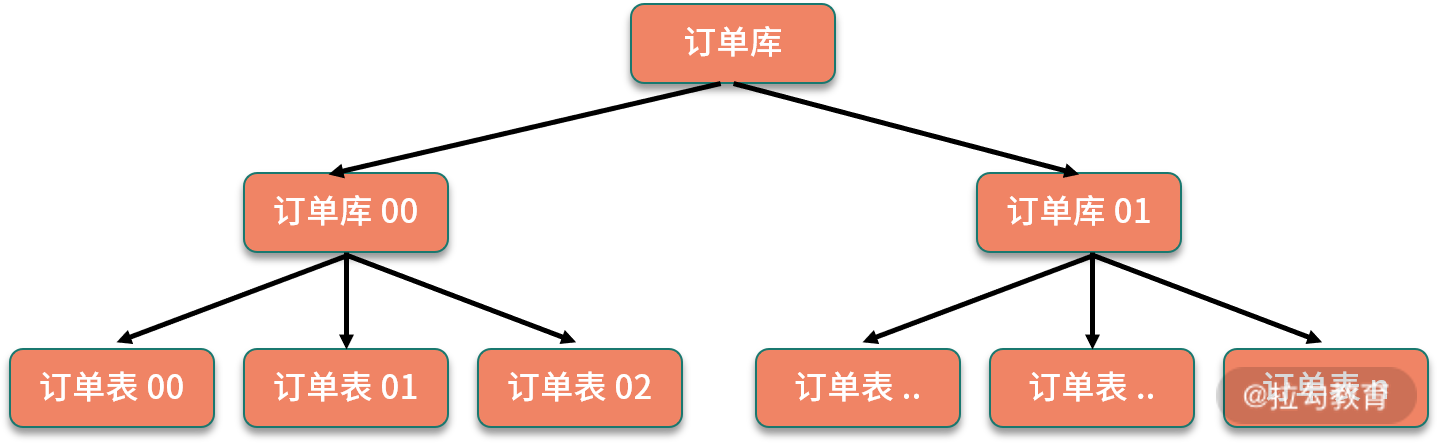 订单库
订单库 00
订单库 01
订单表 00
订单表 01
订单表 02
订单表 ..
订单表 ..
订单表 n
@拉勾教育